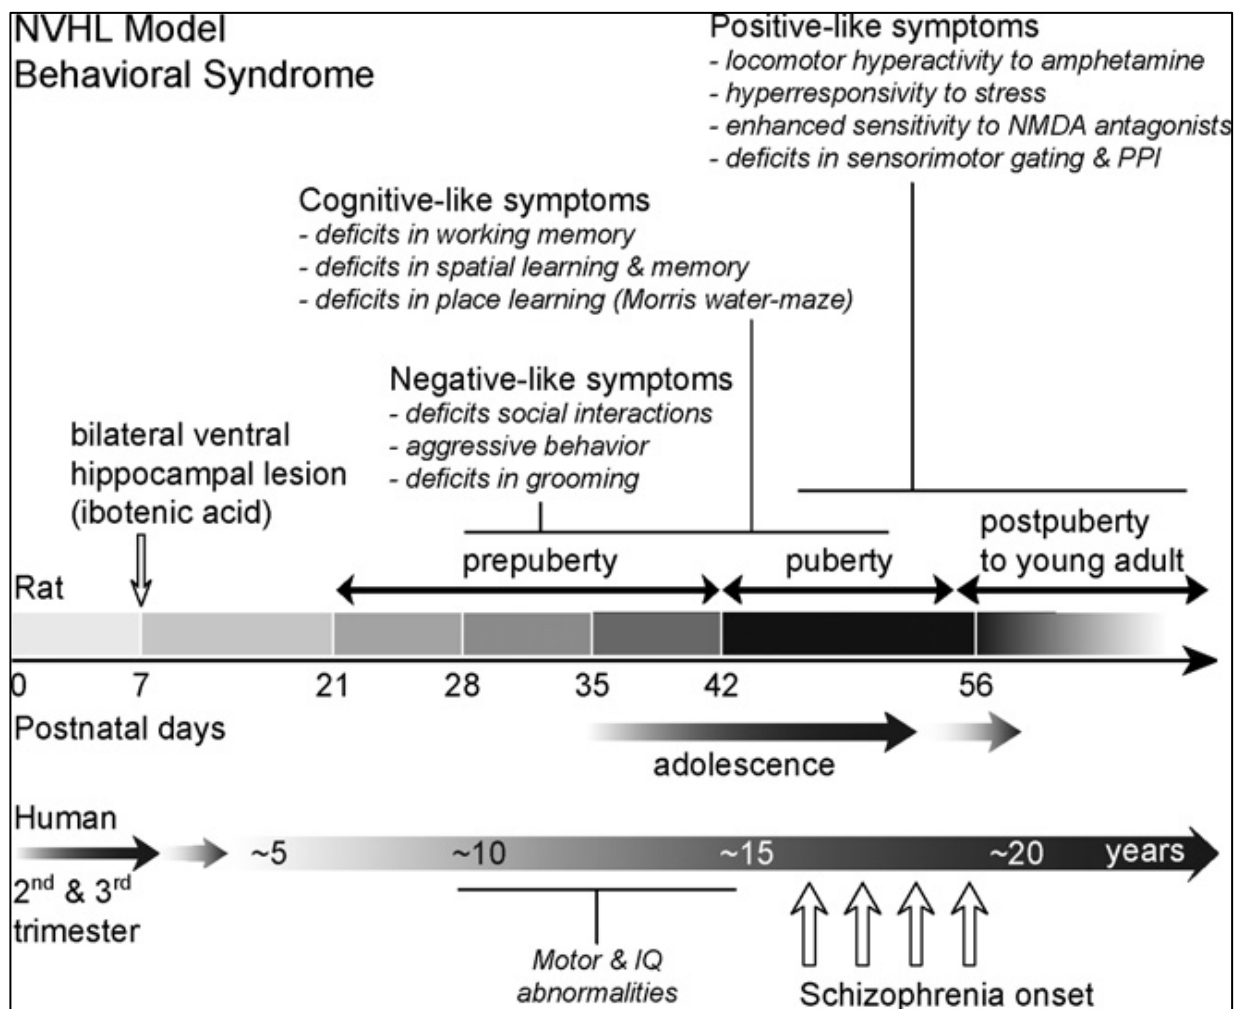 NVHL Model
Behavioral Syndrome
Positive-like symptoms
- locomotor hyperactivity to amphetamine
- hyperresponsivity to stress
- enhanced sensitivity to NMDA antagonists
- deficits in sensorimotor gating & PPI
Cognitive-like symptoms
- deficits in working memory
- deficits in spatial learning & memory
- deficits in place learning (Morris water-maze)
Negative-like symptoms
- deficits social interactions
- aggressive behavior
- deficits in grooming
bilateral ventral
hippocampal lesion
(ibotenic acid)
prepuberty
puberty
postpuberty
to young adult
Rat
0 7 21 28 35 42 56
Postnatal days
adolescence
Human
~5 ~10 ~15 ~20 years
2nd & 3rd
trimester
Motor & IQ
abnormalities
Schizophrenia onset